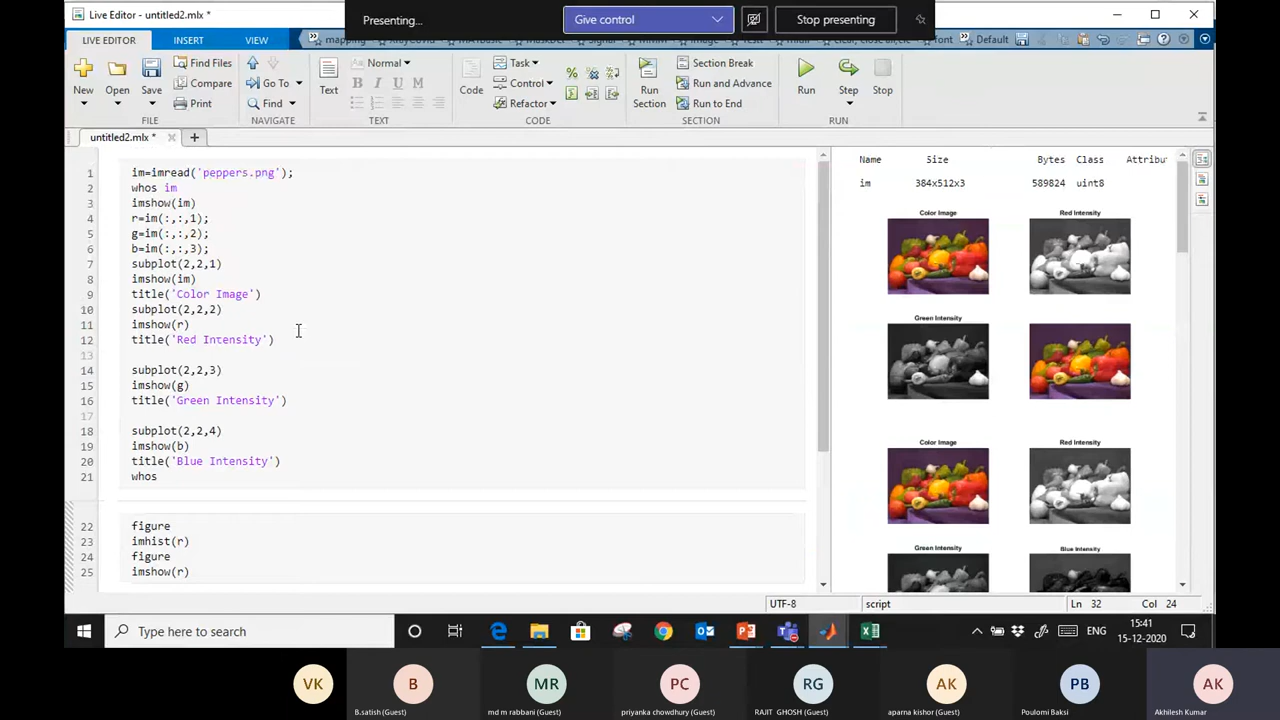 Live Editor - untitled2.mlx *
Presenting...
Give control
Stop presenting
LIVE EDITOR
INSERT
VIEW
mapping
font
Default
New
Open
Save
Find Files
Compare
Print
FILE
Go To
Find
NAVIGATE
Text
Normal
B I U M
TEXT
Code
Task
Control
Refactor
CODE
Run Section
Section Break
Run and Advance
Run to End
SECTION
Run
Step
Stop
RUN
untitled2.mlx *
1 im=imread('peppers.png');
2 whos im
3 imshow(im)
4 r=im(:,:,1);
5 g=im(:,:,2);
6 b=im(:,:,3);
7 subplot(2,2,1)
8 imshow(im)
9 title('Color Image')
10 subplot(2,2,2)
11 imshow(r)
12 title('Red Intensity')
13
14 subplot(2,2,3)
15 imshow(g)
16 title('Green Intensity')
17
18 subplot(2,2,4)
19 imshow(b)
20 title('Blue Intensity')
21 whos
22 figure
23 imhist(r)
24 figure
25 imshow(r)
Name Size Bytes Class Attribu
im 384x512x3 589824 uint8
Color Image Red Intensity
Green Intensity
Color Image Red Intensity
Green Intensity Blue Intensity
UTF-8 script Ln 32 Col 24
Type here to search
ENG
15:41
15-12-2020
VK B MR PC RG AK PB AK
B.satish (Guest) md m rabbani (Guest) priyanka chowdhury (Guest) RAJIT GHOSH (Guest) aparna kishor (Guest) Poulomi Baksi Akhilesh Kumar